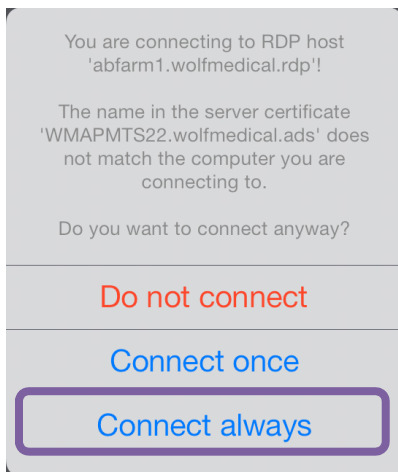 You are connecting to RDP host
'abfarm1.wolfmedical.rdp'!
The name in the server certificate
'WMAPMTS22.wolfmedical.ads' does
not match the computer you are
connecting to.
Do you want to connect anyway?
Do not connect
Connect once
Connect always